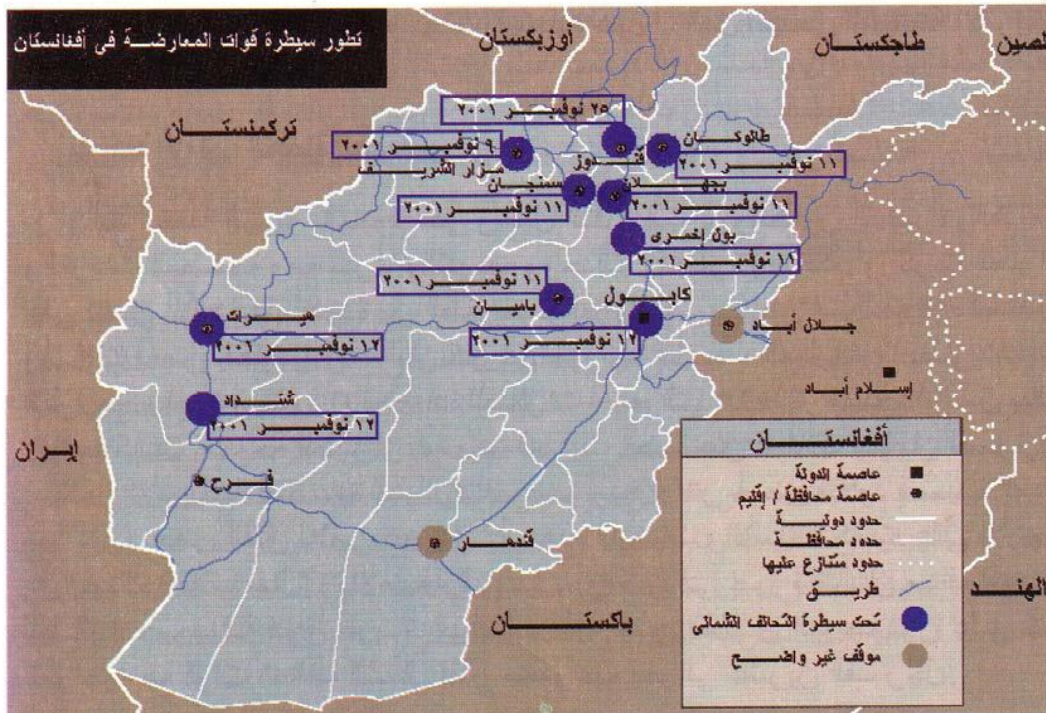 تطور سيطرة قوات المعارضة في أفغانستان
أوزبكستان
طاجكستان
لصين
تركمنستان
٢٥ نوفمبر ٢٠٠١
٩ نوفمبر ٢٠٠١
مزار الشريف
قندوز
طالوكان
١١ نوفمبر ٢٠٠١
سمنجان
١١ نوفمبر ٢٠٠١
بجهلان
١١ نوفمبر ٢٠٠١
بول إخمرى
١١ نوفمبر ٢٠٠١
١١ نوفمبر ٢٠٠١
باميان
كابول
١٢ نوفمبر ٢٠٠١
جلال أباد
هيرات
١٢ نوفمبر ٢٠٠١
إسلام أباد
شنداد
١٢ نوفمبر ٢٠٠١
إيران
فرح
قندهار
باكستان
الهند
أفغانستان
عاصمة الدولة
عاصمة محافظة / إقليم
حدود دولية
حدود محافظة
حدود متنازع عليها
طريق
تحت سيطرة التحالف الشمالى
موقف غير واضح